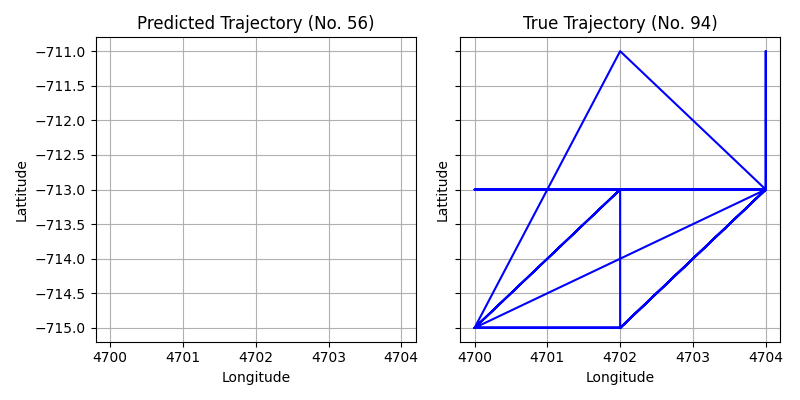 Predicted Trajectory (No. 56)
True Trajectory (No. 94)
Lattitude
−711.0
−711.5
−712.0
−712.5
−713.0
−713.5
−714.0
−714.5
−715.0
4700 4701 4702 4703 4704
Longitude
Lattitude
4700 4701 4702 4703 4704
Longitude